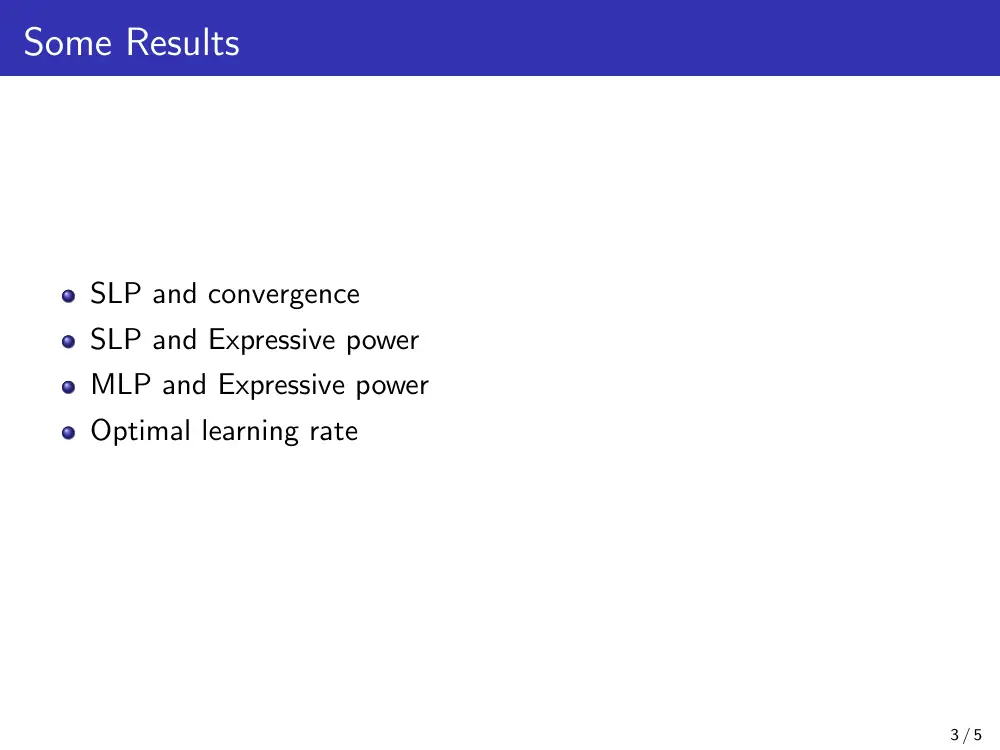 Some Results
SLP and convergence
SLP and Expressive power
MLP and Expressive power
Optimal learning rate
3 / 5